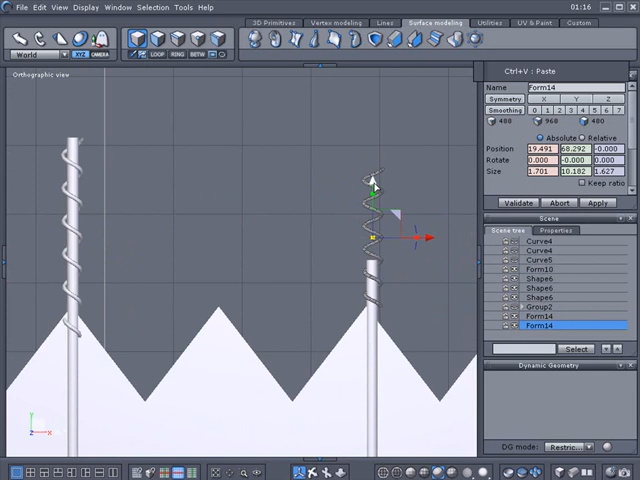 File Edit View Display Window Selection Tools Help
01:16
World
XYZ CAMERA
LOOP RING BETW
3D Primitives Vertex modeling Lines Surface modeling Utilities UV & Paint Custom
Orthographic view
Ctrl+V : Paste
Name Form14
Symmetry X Y Z
Smoothing 0 1 2 3 4 5 6 7
488 968 480
Absolute Relative
Position 19.491 68.292 -0.000
Rotate 0.000 -0.000 0.000
Size 1.701 10.182 1.627
Keep ratio
Validate Abort Apply
Scene
Scene tree Properties
Curve4
Curve4
Curve5
Form10
Shape6
Shape6
Shape6
Group2
Form14
Form14
Select
Dynamic Geometry
DG mode: Restric...
Y
Z X